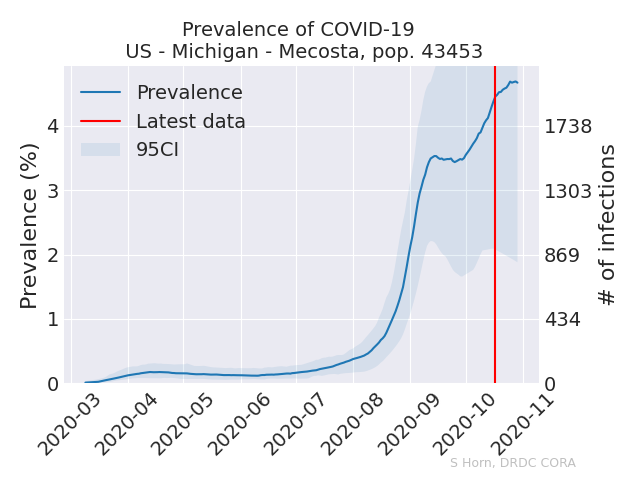 Prevalence of COVID-19
US - Michigan - Mecosta, pop. 43453
Prevalence
Latest data
95CI
Prevalence (%)
4
3
2
1
0
1738
1303
869
434
0
# of infections
2020-03
2020-04
2020-05
2020-06
2020-07
2020-08
2020-09
2020-10
2020-11
S Horn, DRDC CORA